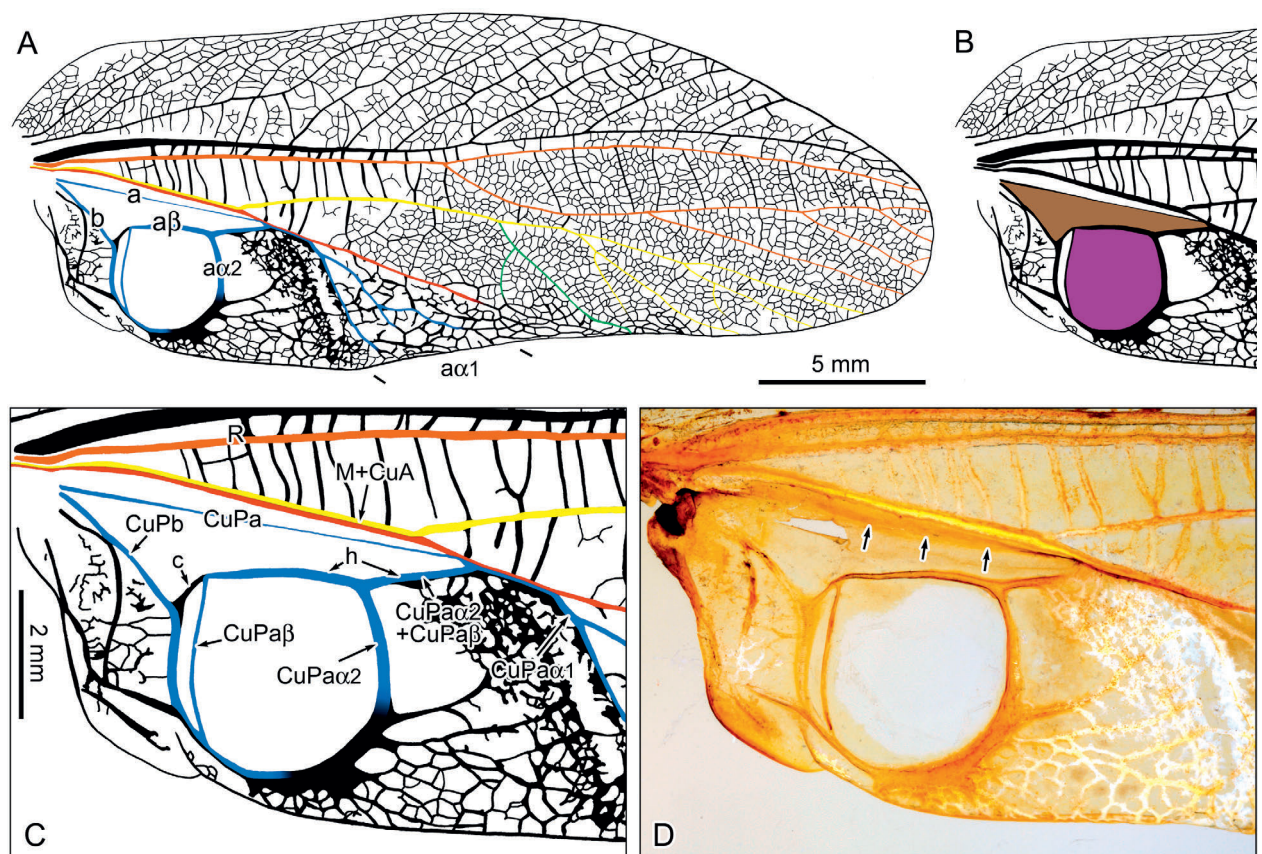 A
B
a
b
aβ
aα2
aα1
5 mm
R
M+CuA
CuPb
CuPa
c
h
CuPaα2
+CuPaβ
CuPaβ
CuPaα2
CuPaα1
2 mm
C
D